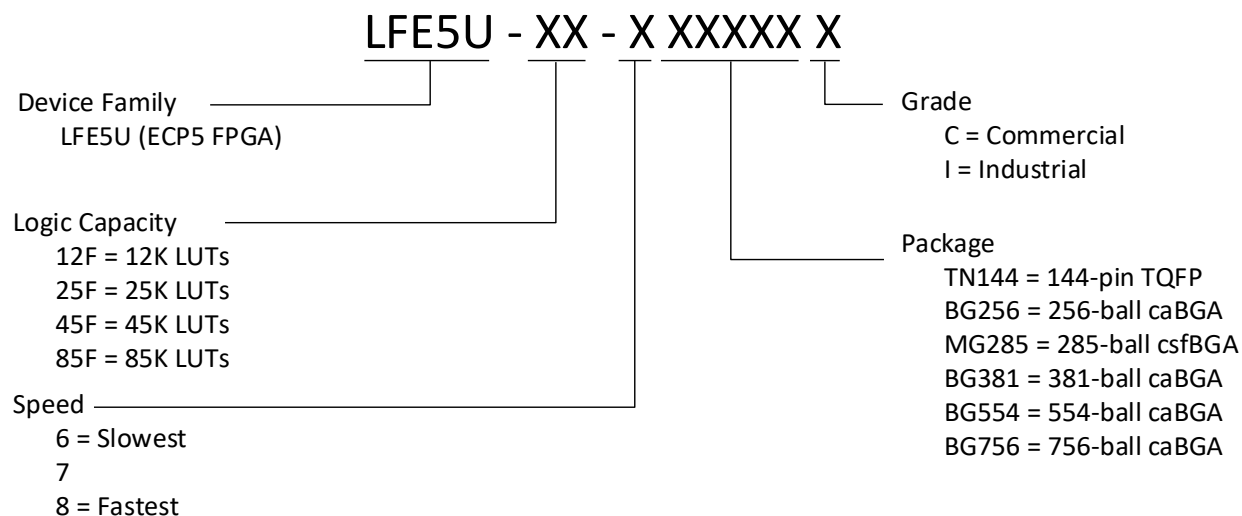 LFE5U - XX - X XXXXX X
Device Family
LFE5U (ECP5 FPGA)
Logic Capacity
12F = 12K LUTs
25F = 25K LUTs
45F = 45K LUTs
85F = 85K LUTs
Speed
6 = Slowest
7
8 = Fastest
Grade
C = Commercial
I = Industrial
Package
TN144 = 144-pin TQFP
BG256 = 256-ball caBGA
MG285 = 285-ball csfBGA
BG381 = 381-ball caBGA
BG554 = 554-ball caBGA
BG756 = 756-ball caBGA